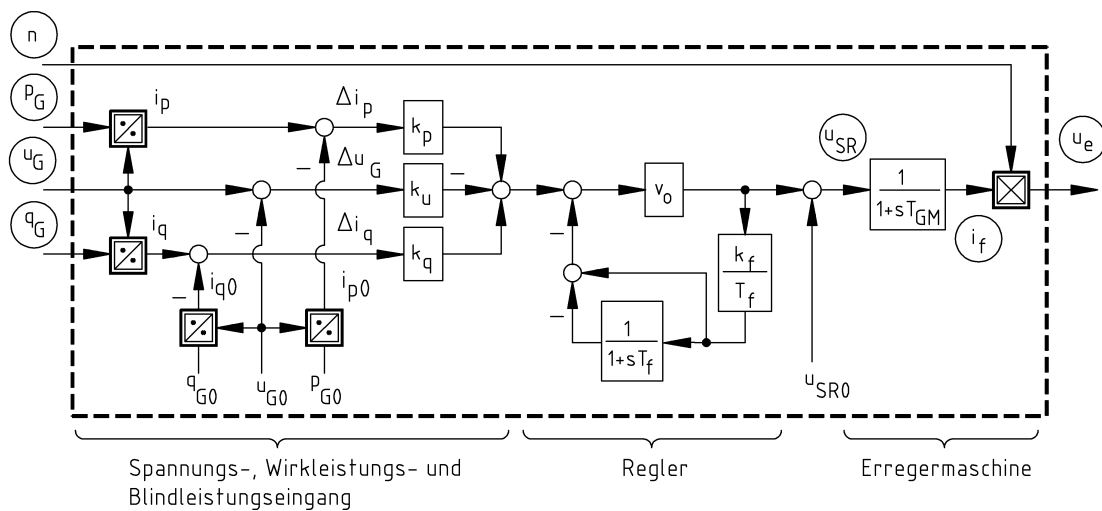 n
p_G
u_G
q_G
i_p
i_q
Δi_p
Δu_G
Δi_q
i_q0
i_p0
q_G0
u_G0
p_G0
k_p
k_u
k_q
–
–
–
–
–
–
v_o
k_f
T_f
1
1+sT_f
u_SR
u_SR0
1
1+sT_GM
i_f
u_e
Spannungs-, Wirkleistungs- und
Blindleistungseingang
Regler
Erregermaschine